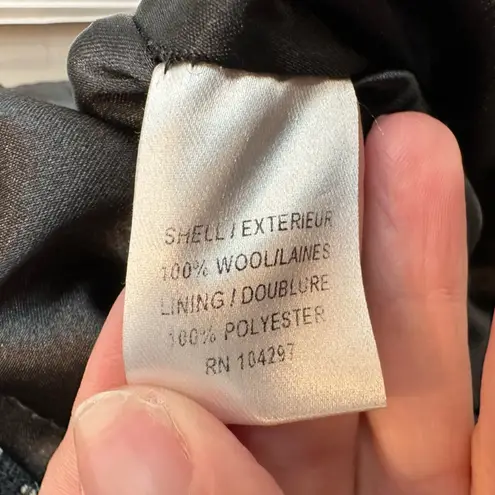 SHELL / EXTERIEUR
100% WOOL/LAINES
LINING / DOUBLURE
100% POLYESTER
RN 104297